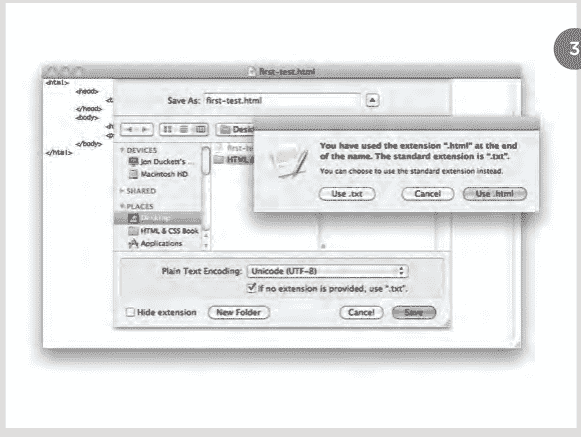 3
first-test.html
<html>
<head>
<t
</head>
<body>
<h
<p
</body>
</html>
Save As: first-test.html
Deskt
DEVICES
Jon Duckett's ...
Macintosh HD
SHARED
PLACES
Desktop
HTML & CSS Book
Applications
first-te
HTML &
You have used the extension ".html" at the end
of the name. The standard extension is ".txt".
You can choose to use the standard extension instead.
Use .txt Cancel Use .html
Plain Text Encoding: Unicode (UTF-8)
If no extension is provided, use ".txt".
Hide extension New Folder Cancel Save